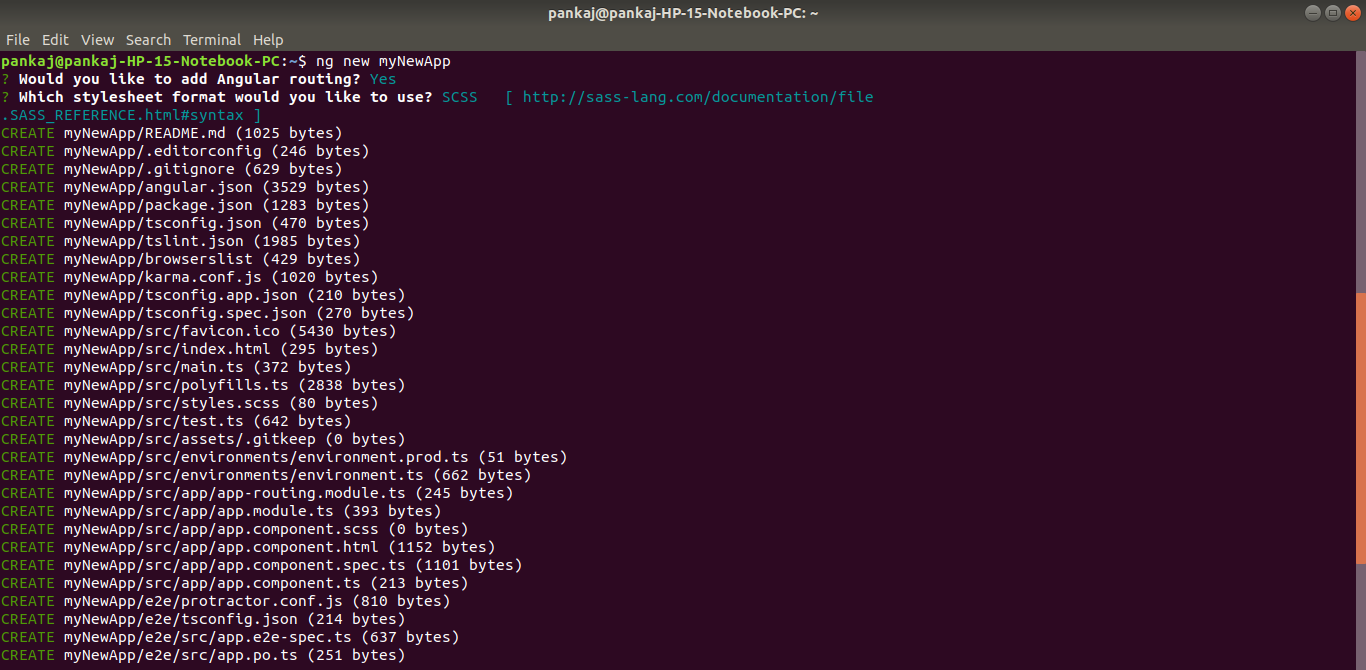 pankaj@pankaj-HP-15-Notebook-PC: ~
File Edit View Search Terminal Help
pankaj@pankaj-HP-15-Notebook-PC:~$ ng new myNewApp
? Would you like to add Angular routing? Yes
? Which stylesheet format would you like to use? SCSS   [ http://sass-lang.com/documentation/file
.SASS_REFERENCE.html#syntax ]
CREATE myNewApp/README.md (1025 bytes)
CREATE myNewApp/.editorconfig (246 bytes)
CREATE myNewApp/.gitignore (629 bytes)
CREATE myNewApp/angular.json (3529 bytes)
CREATE myNewApp/package.json (1283 bytes)
CREATE myNewApp/tsconfig.json (470 bytes)
CREATE myNewApp/tslint.json (1985 bytes)
CREATE myNewApp/browserslist (429 bytes)
CREATE myNewApp/karma.conf.js (1020 bytes)
CREATE myNewApp/tsconfig.app.json (210 bytes)
CREATE myNewApp/tsconfig.spec.json (270 bytes)
CREATE myNewApp/src/favicon.ico (5430 bytes)
CREATE myNewApp/src/index.html (295 bytes)
CREATE myNewApp/src/main.ts (372 bytes)
CREATE myNewApp/src/polyfills.ts (2838 bytes)
CREATE myNewApp/src/styles.scss (80 bytes)
CREATE myNewApp/src/test.ts (642 bytes)
CREATE myNewApp/src/assets/.gitkeep (0 bytes)
CREATE myNewApp/src/environments/environment.prod.ts (51 bytes)
CREATE myNewApp/src/environments/environment.ts (662 bytes)
CREATE myNewApp/src/app/app-routing.module.ts (245 bytes)
CREATE myNewApp/src/app/app.module.ts (393 bytes)
CREATE myNewApp/src/app/app.component.scss (0 bytes)
CREATE myNewApp/src/app/app.component.html (1152 bytes)
CREATE myNewApp/src/app/app.component.spec.ts (1101 bytes)
CREATE myNewApp/src/app/app.component.ts (213 bytes)
CREATE myNewApp/e2e/protractor.conf.js (810 bytes)
CREATE myNewApp/e2e/tsconfig.json (214 bytes)
CREATE myNewApp/e2e/src/app.e2e-spec.ts (637 bytes)
CREATE myNewApp/e2e/src/app.po.ts (251 bytes)